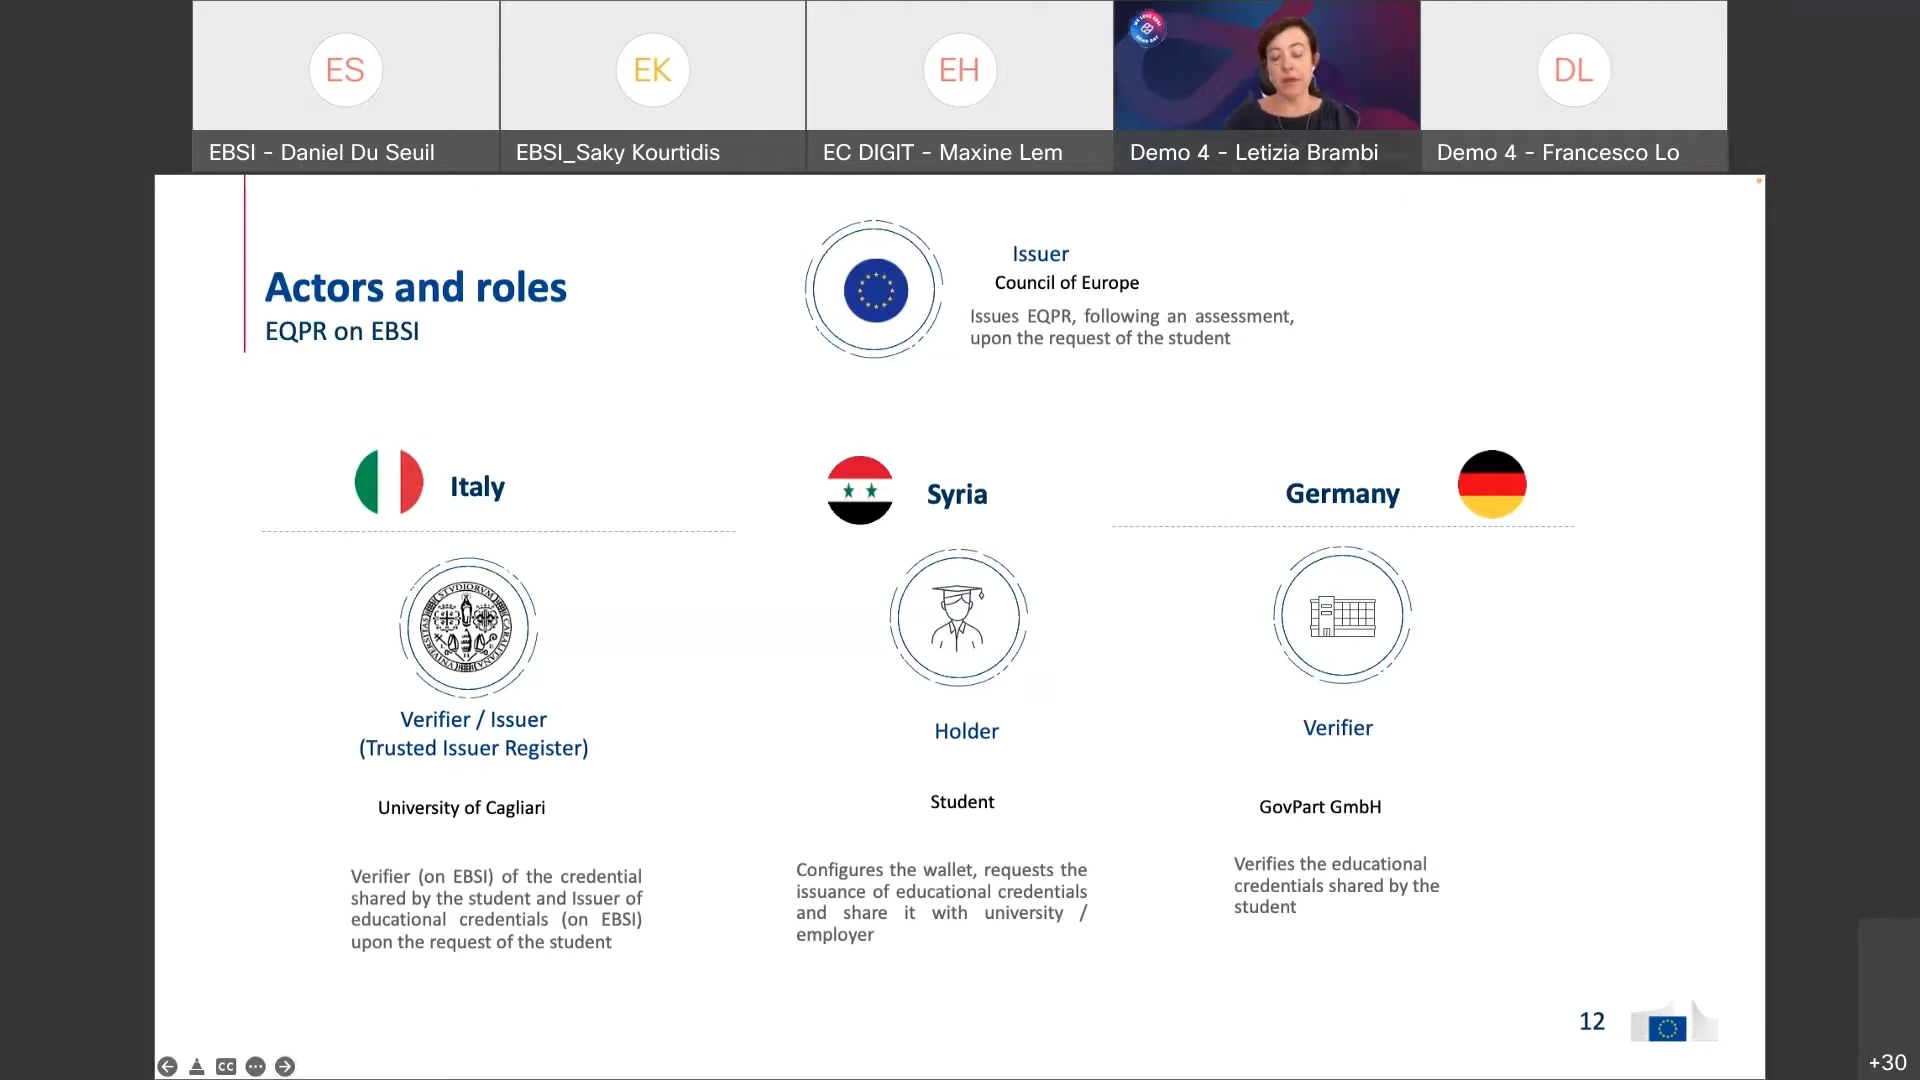 ES
EK
EH
DL
EBSI - Daniel Du Seuil
EBSI_Saky Kourtidis
EC DIGIT - Maxine Lem
Demo 4 - Letizia Brambi
Demo 4 - Francesco Lo
Actors and roles
EQPR on EBSI
Issuer
Council of Europe
Issues EQPR, following an assessment,
upon the request of the student
Italy
Syria
Germany
Verifier / Issuer
(Trusted Issuer Register)
University of Cagliari
Verifier (on EBSI) of the credential
shared by the student and Issuer of
educational credentials (on EBSI)
upon the request of the student
Holder
Student
Configures the wallet, requests the
issuance of educational credentials
and share it with university /
employer
Verifier
GovPart GmbH
Verifies the educational
credentials shared by the
student
12
CC
+30